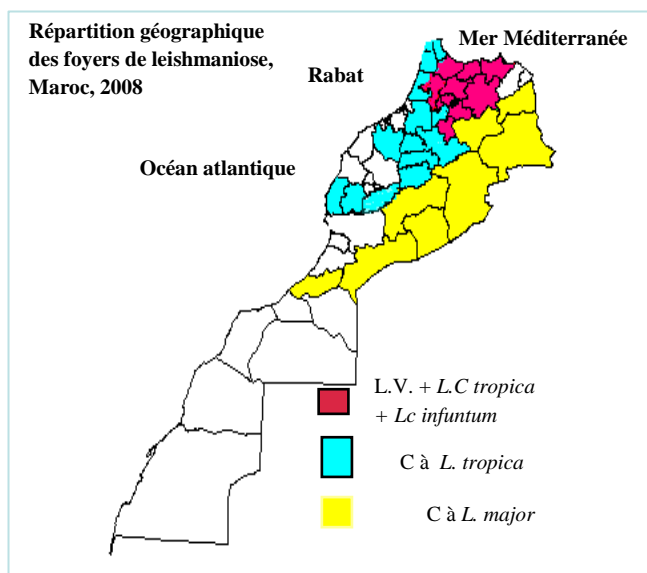 Répartition géographique
des foyers de leishmaniose,
Maroc, 2008
Mer Méditerranée
Rabat
Océan atlantique
L.V. + L.C tropica
+ Lc infuntum
C à L. tropica
C à L. major